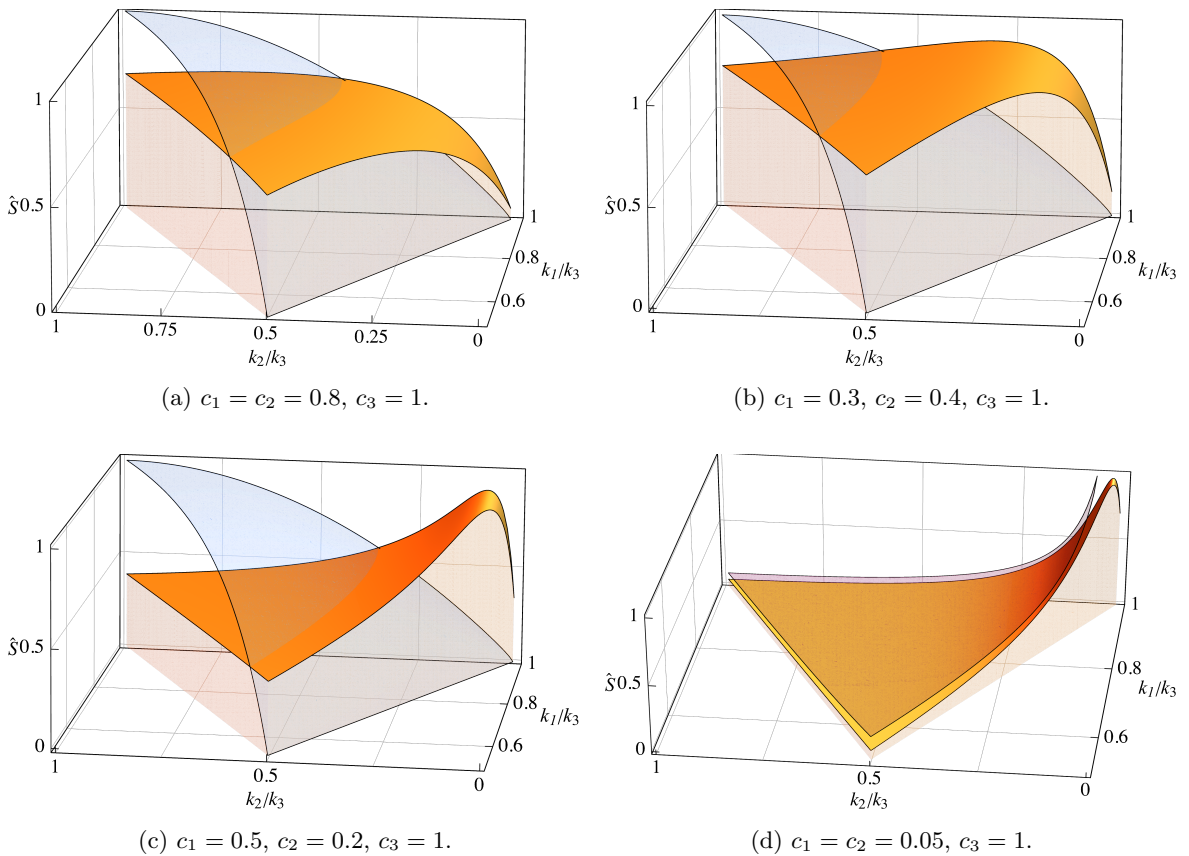 1
Ŝ 0.5
0
1
0.75
0.5
0.25
0
k₂/k₃
1
0.8
0.6
k₁/k₃
(a) c₁ = c₂ = 0.8, c₃ = 1.
1
Ŝ 0.5
0
1
0.5
0
k₂/k₃
1
0.8
0.6
k₁/k₃
(b) c₁ = 0.3, c₂ = 0.4, c₃ = 1.
1
Ŝ 0.5
0
1
0.5
0
k₂/k₃
1
0.8
0.6
k₁/k₃
(c) c₁ = 0.5, c₂ = 0.2, c₃ = 1.
1
Ŝ 0.5
0
1
0.5
0
k₂/k₃
1
0.8
0.6
k₁/k₃
(d) c₁ = c₂ = 0.05, c₃ = 1.